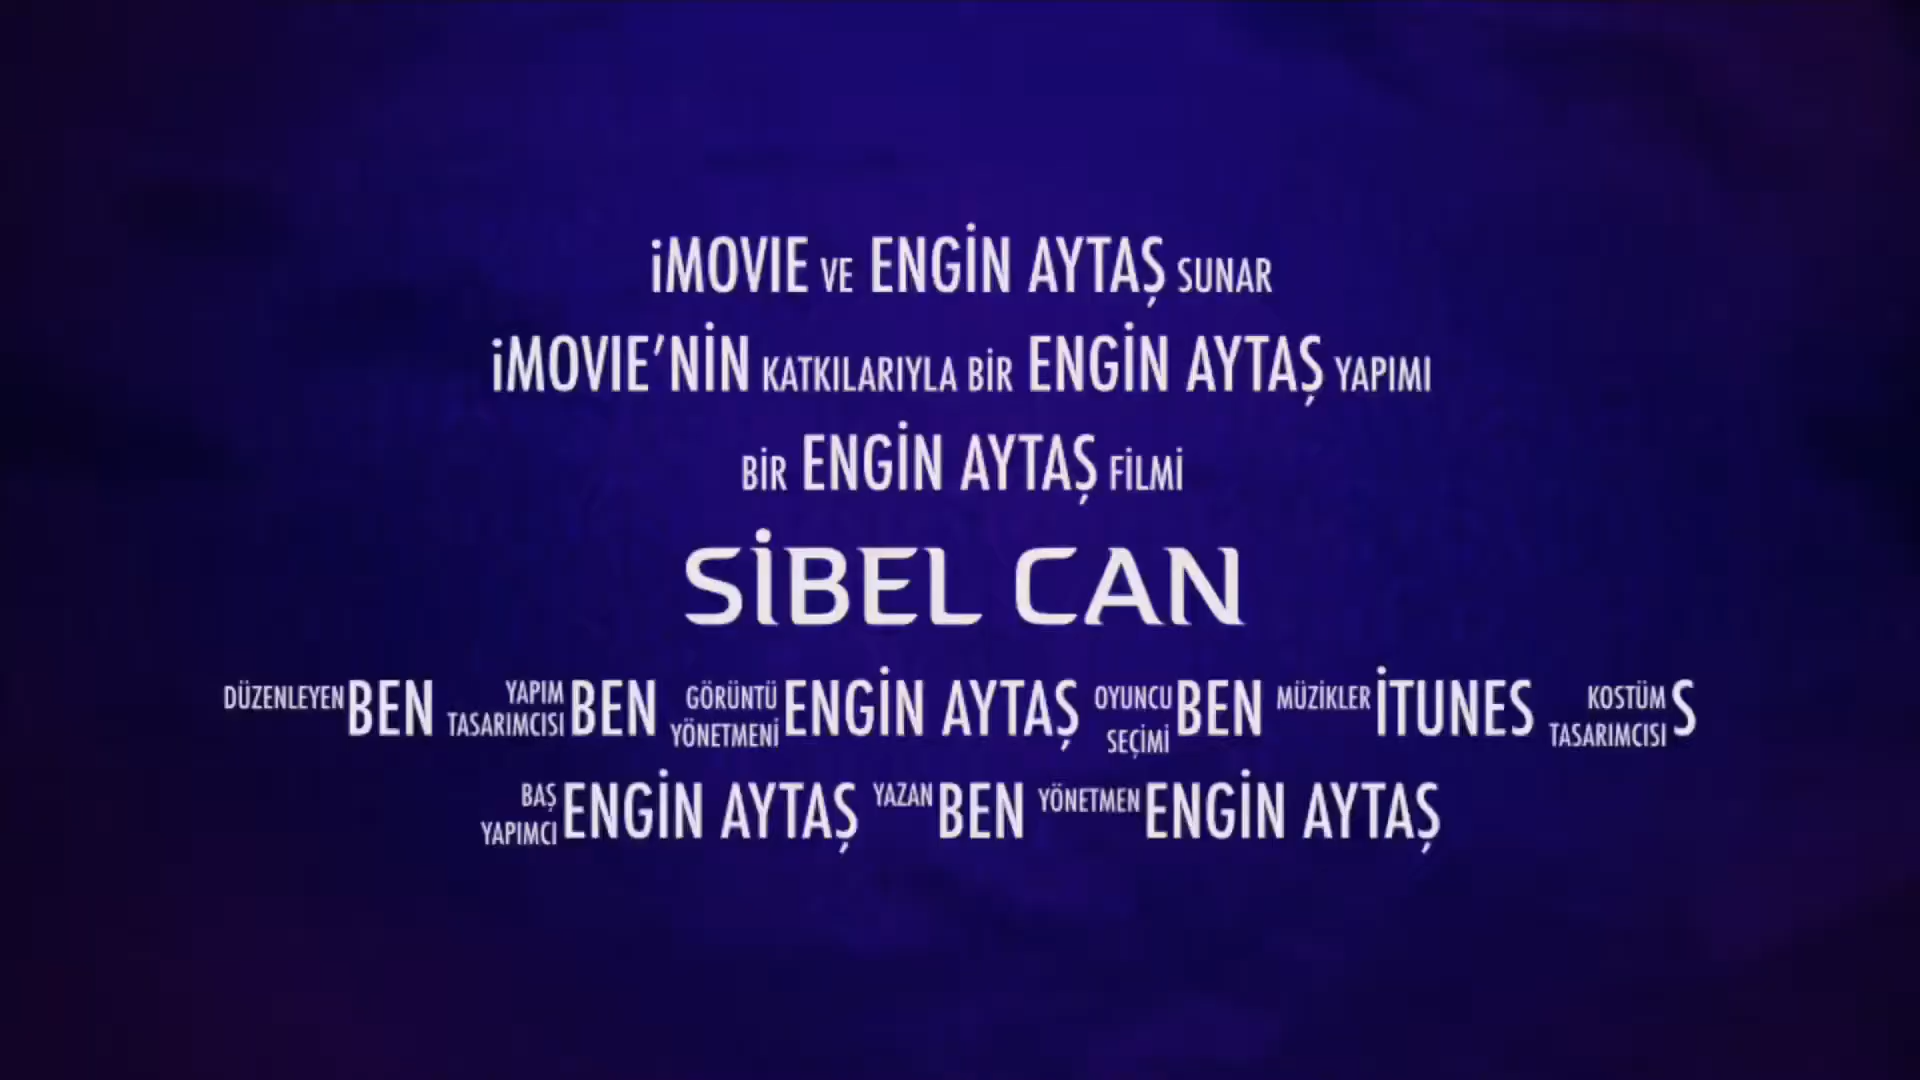 iMOVIE VE ENGİN AYTAŞ SUNAR
iMOVIE’NİN KATKILARIYLA BİR ENGİN AYTAŞ YAPIMI
BİR ENGİN AYTAŞ FİLMİ
SİBEL CAN
DÜZENLEYEN BEN YAPIM TASARIMCISI BEN GÖRÜNTÜ YÖNETMENİ ENGİN AYTAŞ OYUNCU SEÇİMİ BEN MÜZİKLER İTUNES KOSTÜM TASARIMCISI S
BAŞ YAPIMCI ENGİN AYTAŞ YAZAN BEN YÖNETMEN ENGİN AYTAŞ